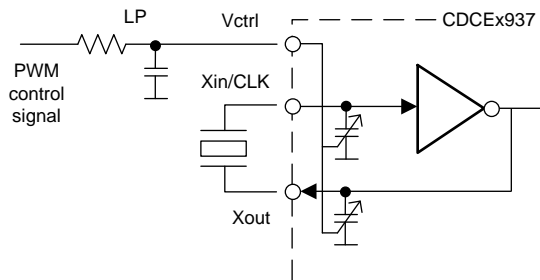 LP
Vctrl
CDCEx937
PWM
control
signal
Xin/CLK
Xout